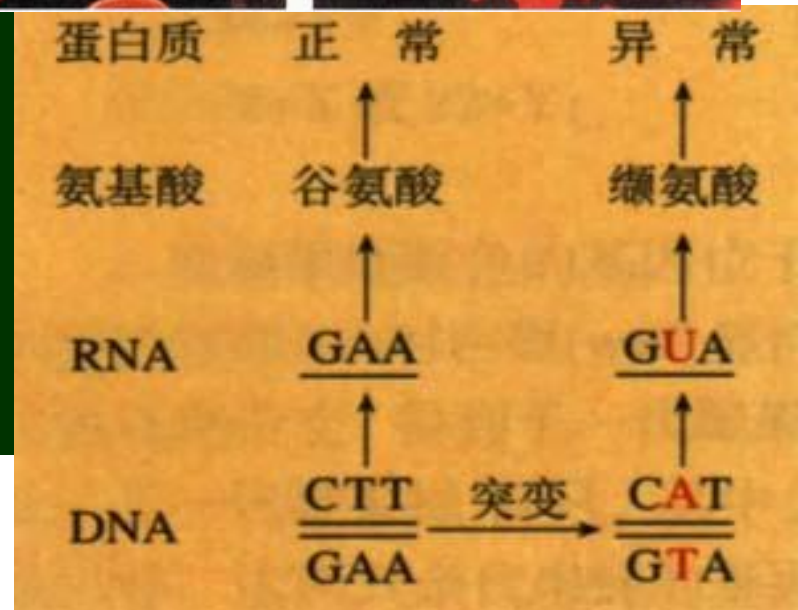 蛋白质 正 常 异 常
氨基酸 谷氨酸 缬氨酸
RNA GAA GUA
DNA CTT 突变 CAT
GAA GTA